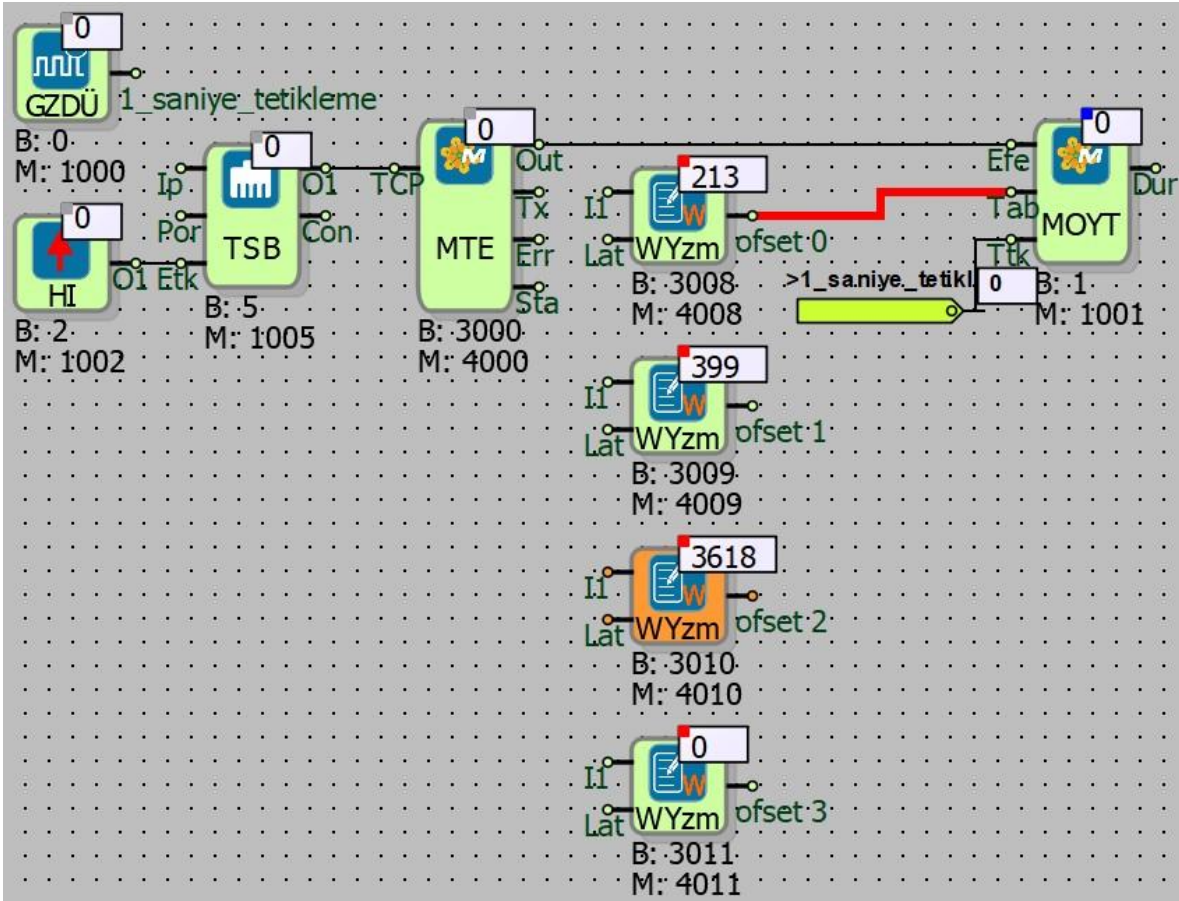 0
GZDÜ
1_saniye_tetikleme
B: 0
M: 1000
0
HI
O1
B: 2
M: 1002
0
Ip
Por
Etk
O1
Con
TSB
B: 5
M: 1005
0
TCP
Out
Tx
Err
Sta
MTE
B: 3000
M: 4000
213
I1
Lat
W
WYzm
ofset 0
B: 3008
M: 4008
399
I1
Lat
W
WYzm
ofset 1
B: 3009
M: 4009
3618
I1
Lat
W
WYzm
ofset 2
B: 3010
M: 4010
0
I1
Lat
W
WYzm
ofset 3
B: 3011
M: 4011
>1_saniye_tetikl
0
0
Efe
Tab
Ttk
Dur
MOYT
B: 1
M: 1001